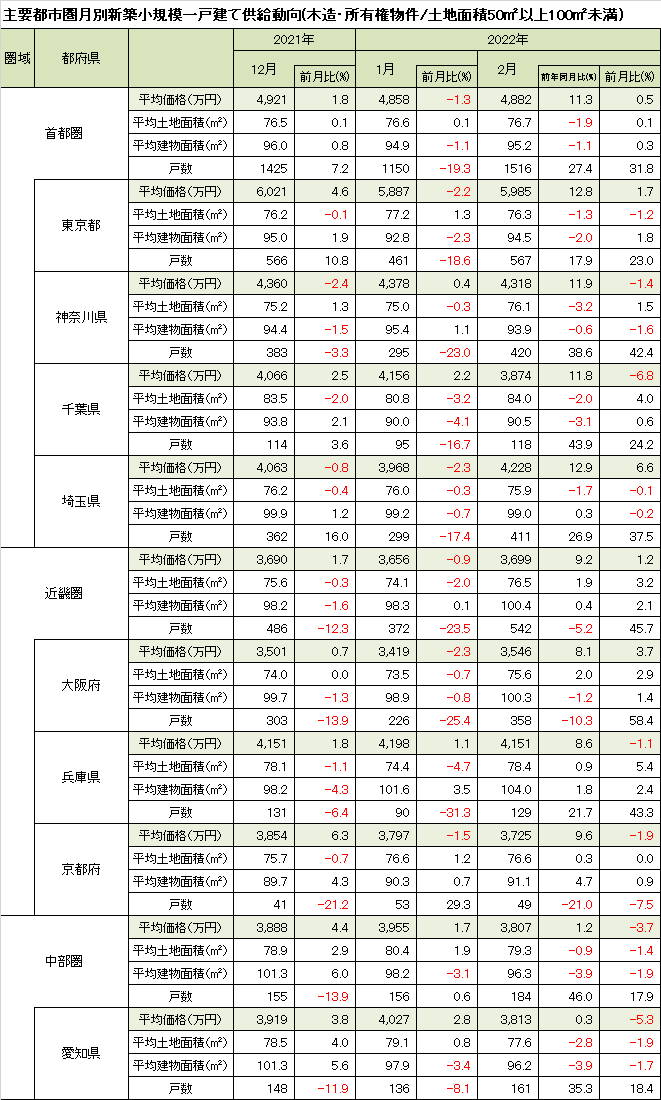 主要都市圏月別新築小規模一戸建て供給動向(木造・所有権物件/土地面積50㎡以上100㎡未満)
圏域 都府県 2021年 2022年
12月 前月比(%) 1月 前月比(%) 2月 前年同月比(%) 前月比(%)
首都圏
平均価格(万円) 4,921 1.8 4,858 -1.3 4,882 11.3 0.5
平均土地面積(㎡) 76.5 0.1 76.6 0.1 76.7 -1.9 0.1
平均建物面積(㎡) 96.0 0.8 94.9 -1.1 95.2 -1.1 0.3
戸数 1425 7.2 1150 -19.3 1516 27.4 31.8
東京都
平均価格(万円) 6,021 4.6 5,887 -2.2 5,985 12.8 1.7
平均土地面積(㎡) 76.2 -0.1 77.2 1.3 76.3 -1.3 -1.2
平均建物面積(㎡) 95.0 1.9 92.8 -2.3 94.5 -2.0 1.8
戸数 566 10.8 461 -18.6 567 17.9 23.0
神奈川県
平均価格(万円) 4,360 -2.4 4,378 0.4 4,318 11.9 -1.4
平均土地面積(㎡) 75.2 1.3 75.0 -0.3 76.1 -3.2 1.5
平均建物面積(㎡) 94.4 -1.5 95.4 1.1 93.9 -0.6 -1.6
戸数 383 -3.3 295 -23.0 420 38.6 42.4
千葉県
平均価格(万円) 4,066 2.5 4,156 2.2 3,874 11.8 -6.8
平均土地面積(㎡) 83.5 -2.0 80.8 -3.2 84.0 -2.0 4.0
平均建物面積(㎡) 93.8 2.1 90.0 -4.1 90.5 -3.1 0.6
戸数 114 3.6 95 -16.7 118 43.9 24.2
埼玉県
平均価格(万円) 4,063 -0.8 3,968 -2.3 4,228 12.9 6.6
平均土地面積(㎡) 76.2 -0.4 76.0 -0.3 75.9 -1.7 -0.1
平均建物面積(㎡) 99.9 1.2 99.2 -0.7 99.0 0.3 -0.2
戸数 362 16.0 299 -17.4 411 26.9 37.5
近畿圏
平均価格(万円) 3,690 1.7 3,656 -0.9 3,699 9.2 1.2
平均土地面積(㎡) 75.6 -0.3 74.1 -2.0 76.5 1.9 3.2
平均建物面積(㎡) 98.2 -1.6 98.3 0.1 100.4 0.4 2.1
戸数 486 -12.3 372 -23.5 542 -5.2 45.7
大阪府
平均価格(万円) 3,501 0.7 3,419 -2.3 3,546 8.1 3.7
平均土地面積(㎡) 74.0 0.0 73.5 -0.7 75.6 2.0 2.9
平均建物面積(㎡) 99.7 -1.3 98.9 -0.8 100.3 -1.2 1.4
戸数 303 -13.9 226 -25.4 358 -10.3 58.4
兵庫県
平均価格(万円) 4,151 1.8 4,198 1.1 4,151 8.6 -1.1
平均土地面積(㎡) 78.1 -1.1 74.4 -4.7 78.4 0.9 5.4
平均建物面積(㎡) 98.2 -4.3 101.6 3.5 104.0 1.8 2.4
戸数 131 -6.4 90 -31.3 129 21.7 43.3
京都府
平均価格(万円) 3,854 6.3 3,797 -1.5 3,725 9.6 -1.9
平均土地面積(㎡) 75.7 -0.7 76.6 1.2 76.6 0.3 0.0
平均建物面積(㎡) 89.7 4.3 90.3 0.7 91.1 4.7 0.9
戸数 41 -21.2 53 29.3 49 -21.0 -7.5
中部圏
平均価格(万円) 3,888 4.4 3,955 1.7 3,807 1.2 -3.7
平均土地面積(㎡) 78.9 2.9 80.4 1.9 79.3 -0.9 -1.4
平均建物面積(㎡) 101.3 6.0 98.2 -3.1 96.3 -3.9 -1.9
戸数 155 -13.9 156 0.6 184 46.0 17.9
愛知県
平均価格(万円) 3,919 3.8 4,027 2.8 3,813 0.3 -5.3
平均土地面積(㎡) 78.5 4.0 79.1 0.8 77.6 -2.8 -1.9
平均建物面積(㎡) 101.3 5.6 97.9 -3.4 96.2 -3.9 -1.7
戸数 148 -11.9 136 -8.1 161 35.3 18.4